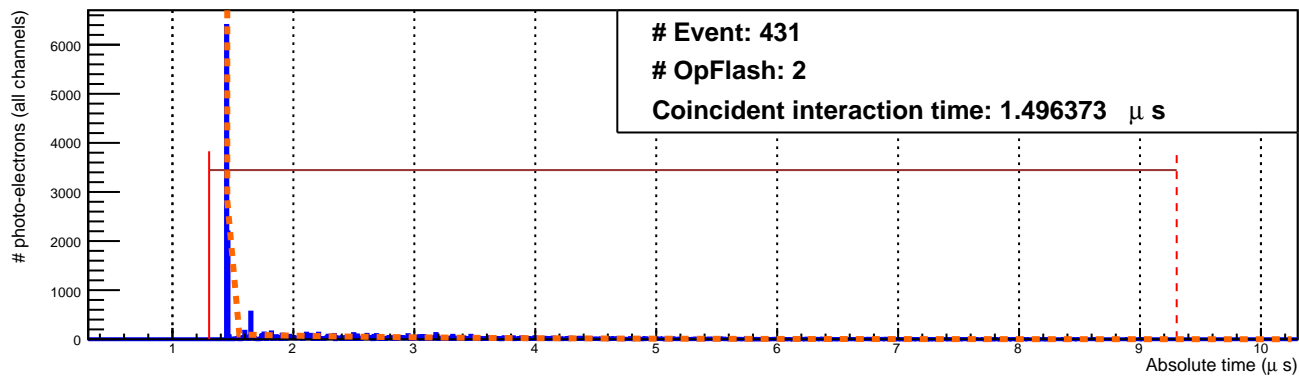 # photo-electrons (all channels)
6000
5000
4000
3000
2000
1000
0
# Event: 431
# OpFlash: 2
Coincident interaction time: 1.496373 μ s
1 2 3 4 5 6 7 8 9 10
Absolute time (μ s)